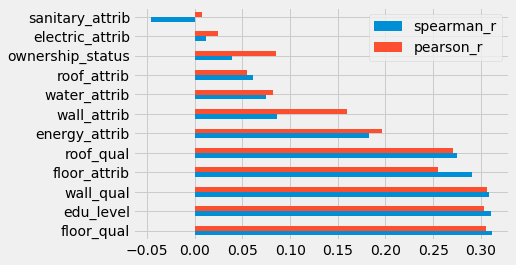 sanitary_attrib
electric_attrib
ownership_status
roof_attrib
water_attrib
wall_attrib
energy_attrib
roof_qual
floor_attrib
wall_qual
edu_level
floor_qual
spearman_r
pearson_r
−0.05 0.00 0.05 0.10 0.15 0.20 0.25 0.30